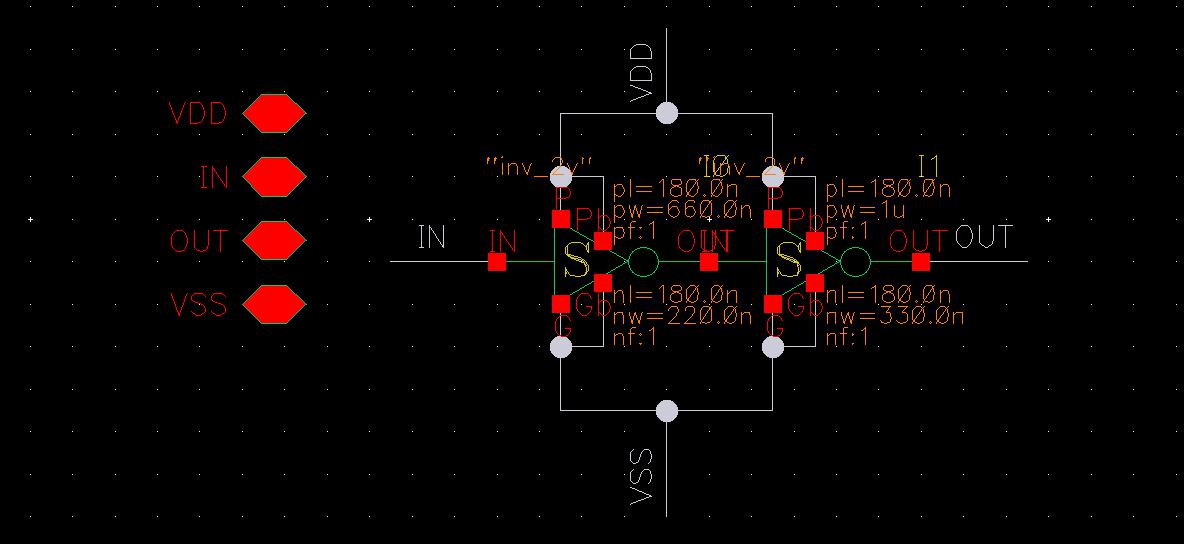 VDD
IN
OUT
VSS
VDD
"inv_2v"
I0
P
Pb
pl=180.0n
pw=660.0n
pf:1
IN
IN
S
OUT
IN
Gb
G
nl=180.0n
nw=220.0n
nf:1
"inv_2v"
I1
P
Pb
pl=180.0n
pw=1u
pf:1
S
OUT
OUT
Gb
G
nl=180.0n
nw=330.0n
nf:1
VSS